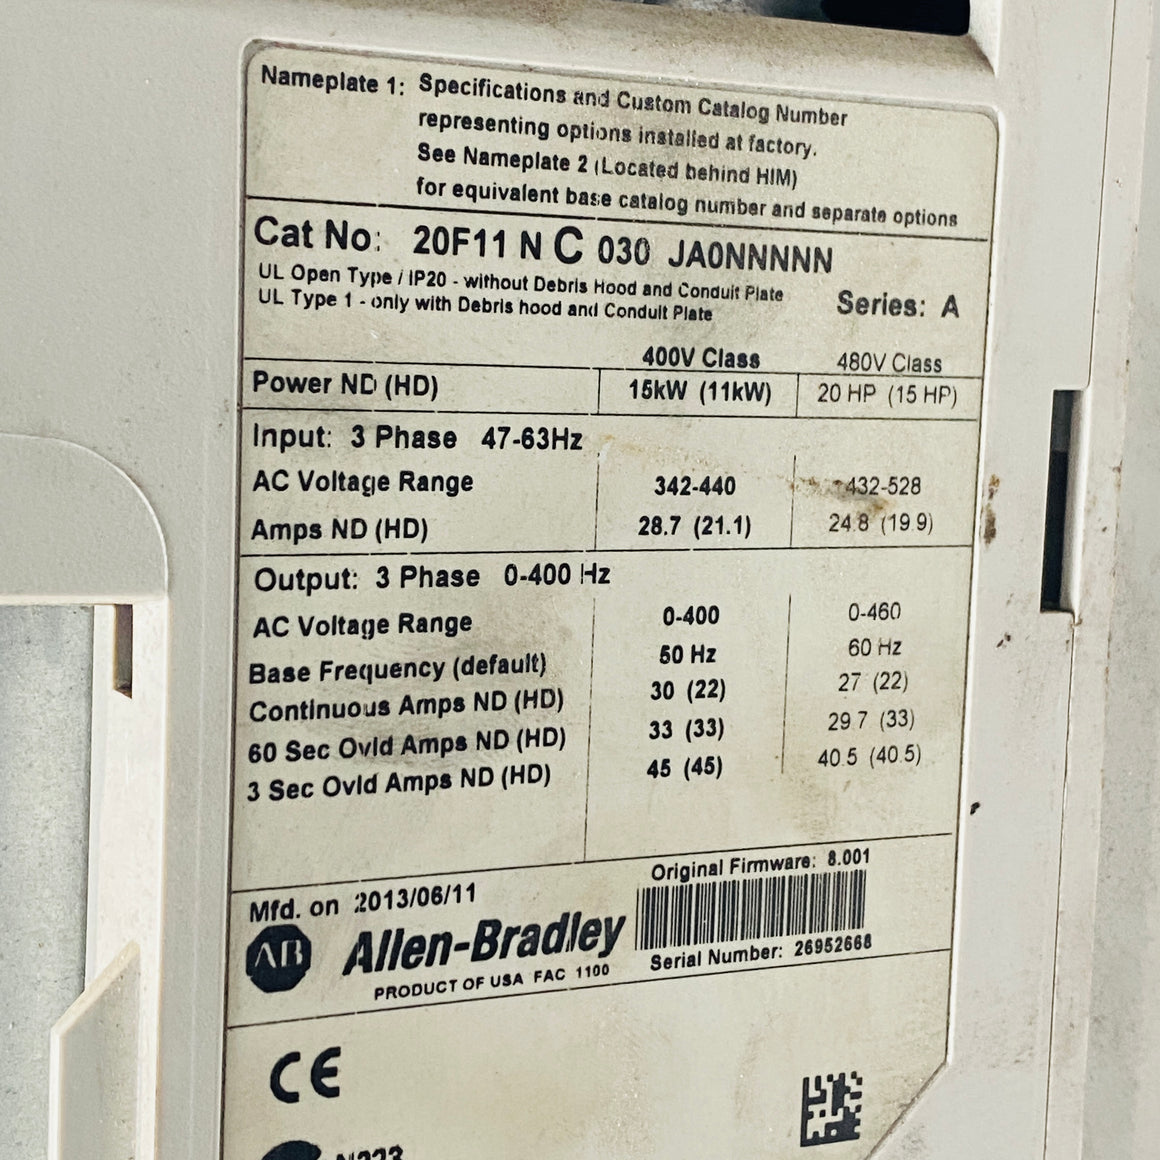 Nameplate 1: Specifications and Custom Catalog Number
representing options installed at factory.
See Nameplate 2 (Located behind HIM)
for equivalent base catalog number and separate options
Cat No: 20F11 N C 030 JA0NNNNN
UL Open Type / IP20 - without Debris Hood and Conduit Plate
UL Type 1 - only with Debris hood and Conduit Plate
Series: A
400V Class 480V Class
Power ND (HD) 15kW (11kW) 20 HP (15 HP)
Input: 3 Phase 47-63Hz
AC Voltage Range 342-440 432-528
Amps ND (HD) 28.7 (21.1) 24.8 (19.9)
Output: 3 Phase 0-400 Hz
AC Voltage Range 0-400 0-460
Base Frequency (default) 50 Hz 60 Hz
Continuous Amps ND (HD) 30 (22) 27 (22)
60 Sec Ovld Amps ND (HD) 33 (33) 29.7 (33)
3 Sec Ovld Amps ND (HD) 45 (45) 40.5 (40.5)
Original Firmware: 8.001
Mfd. on 2013/06/11
AB Allen-Bradley
PRODUCT OF USA FAC 1100
Serial Number: 26952668
CE
N223